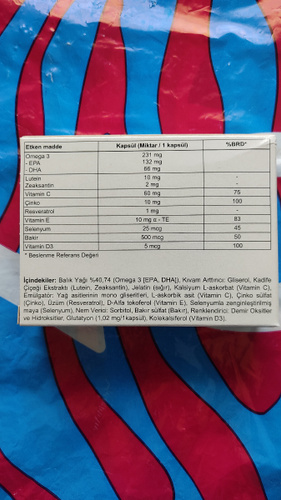 Etken madde Kapsül (Miktar / 1 kapsül) %BRD*
Omega 3 231 mg
- EPA 132 mg -
- DHA 66 mg
Lutein 10 mg -
Zeaksantin 2 mg -
Vitamin C 60 mg 75
Çinko 10 mg 100
Resveratrol 1 mg
Vitamin E 10 mg α - TE 83
Selenyum 25 mcg 45
Bakır 500 mcg 50
Vitamin D3 5 mcg 100
* Beslenme Referans Değeri
İçindekiler: Balık Yağı %40,74 (Omega 3 [EPA, DHA]), Kıvam Arttırıcı: Gliserol, Kadife
Çiçeği Ekstraktı (Lutein, Zeaksantin), Jelatin (sığır), Kalsiyum L-askorbat (Vitamin C),
Emülgatör: Yağ asitlerinin mono gliseritleri, L-askorbik asit (Vitamin C), Çinko sülfat
(Çinko), Üzüm (Resveratrol), D-Alfa tokoferol (Vitamin E), Selenyumla zenginleştirilmiş
maya (Selenyum), Nem Verici: Sorbitol, Bakır sülfat (Bakır), Renklendirici: Demir Oksitler
ve Hidroksitler, Glutatyon (1,02 mg/1kapsül), Kolekalsiferol (Vitamin D3).